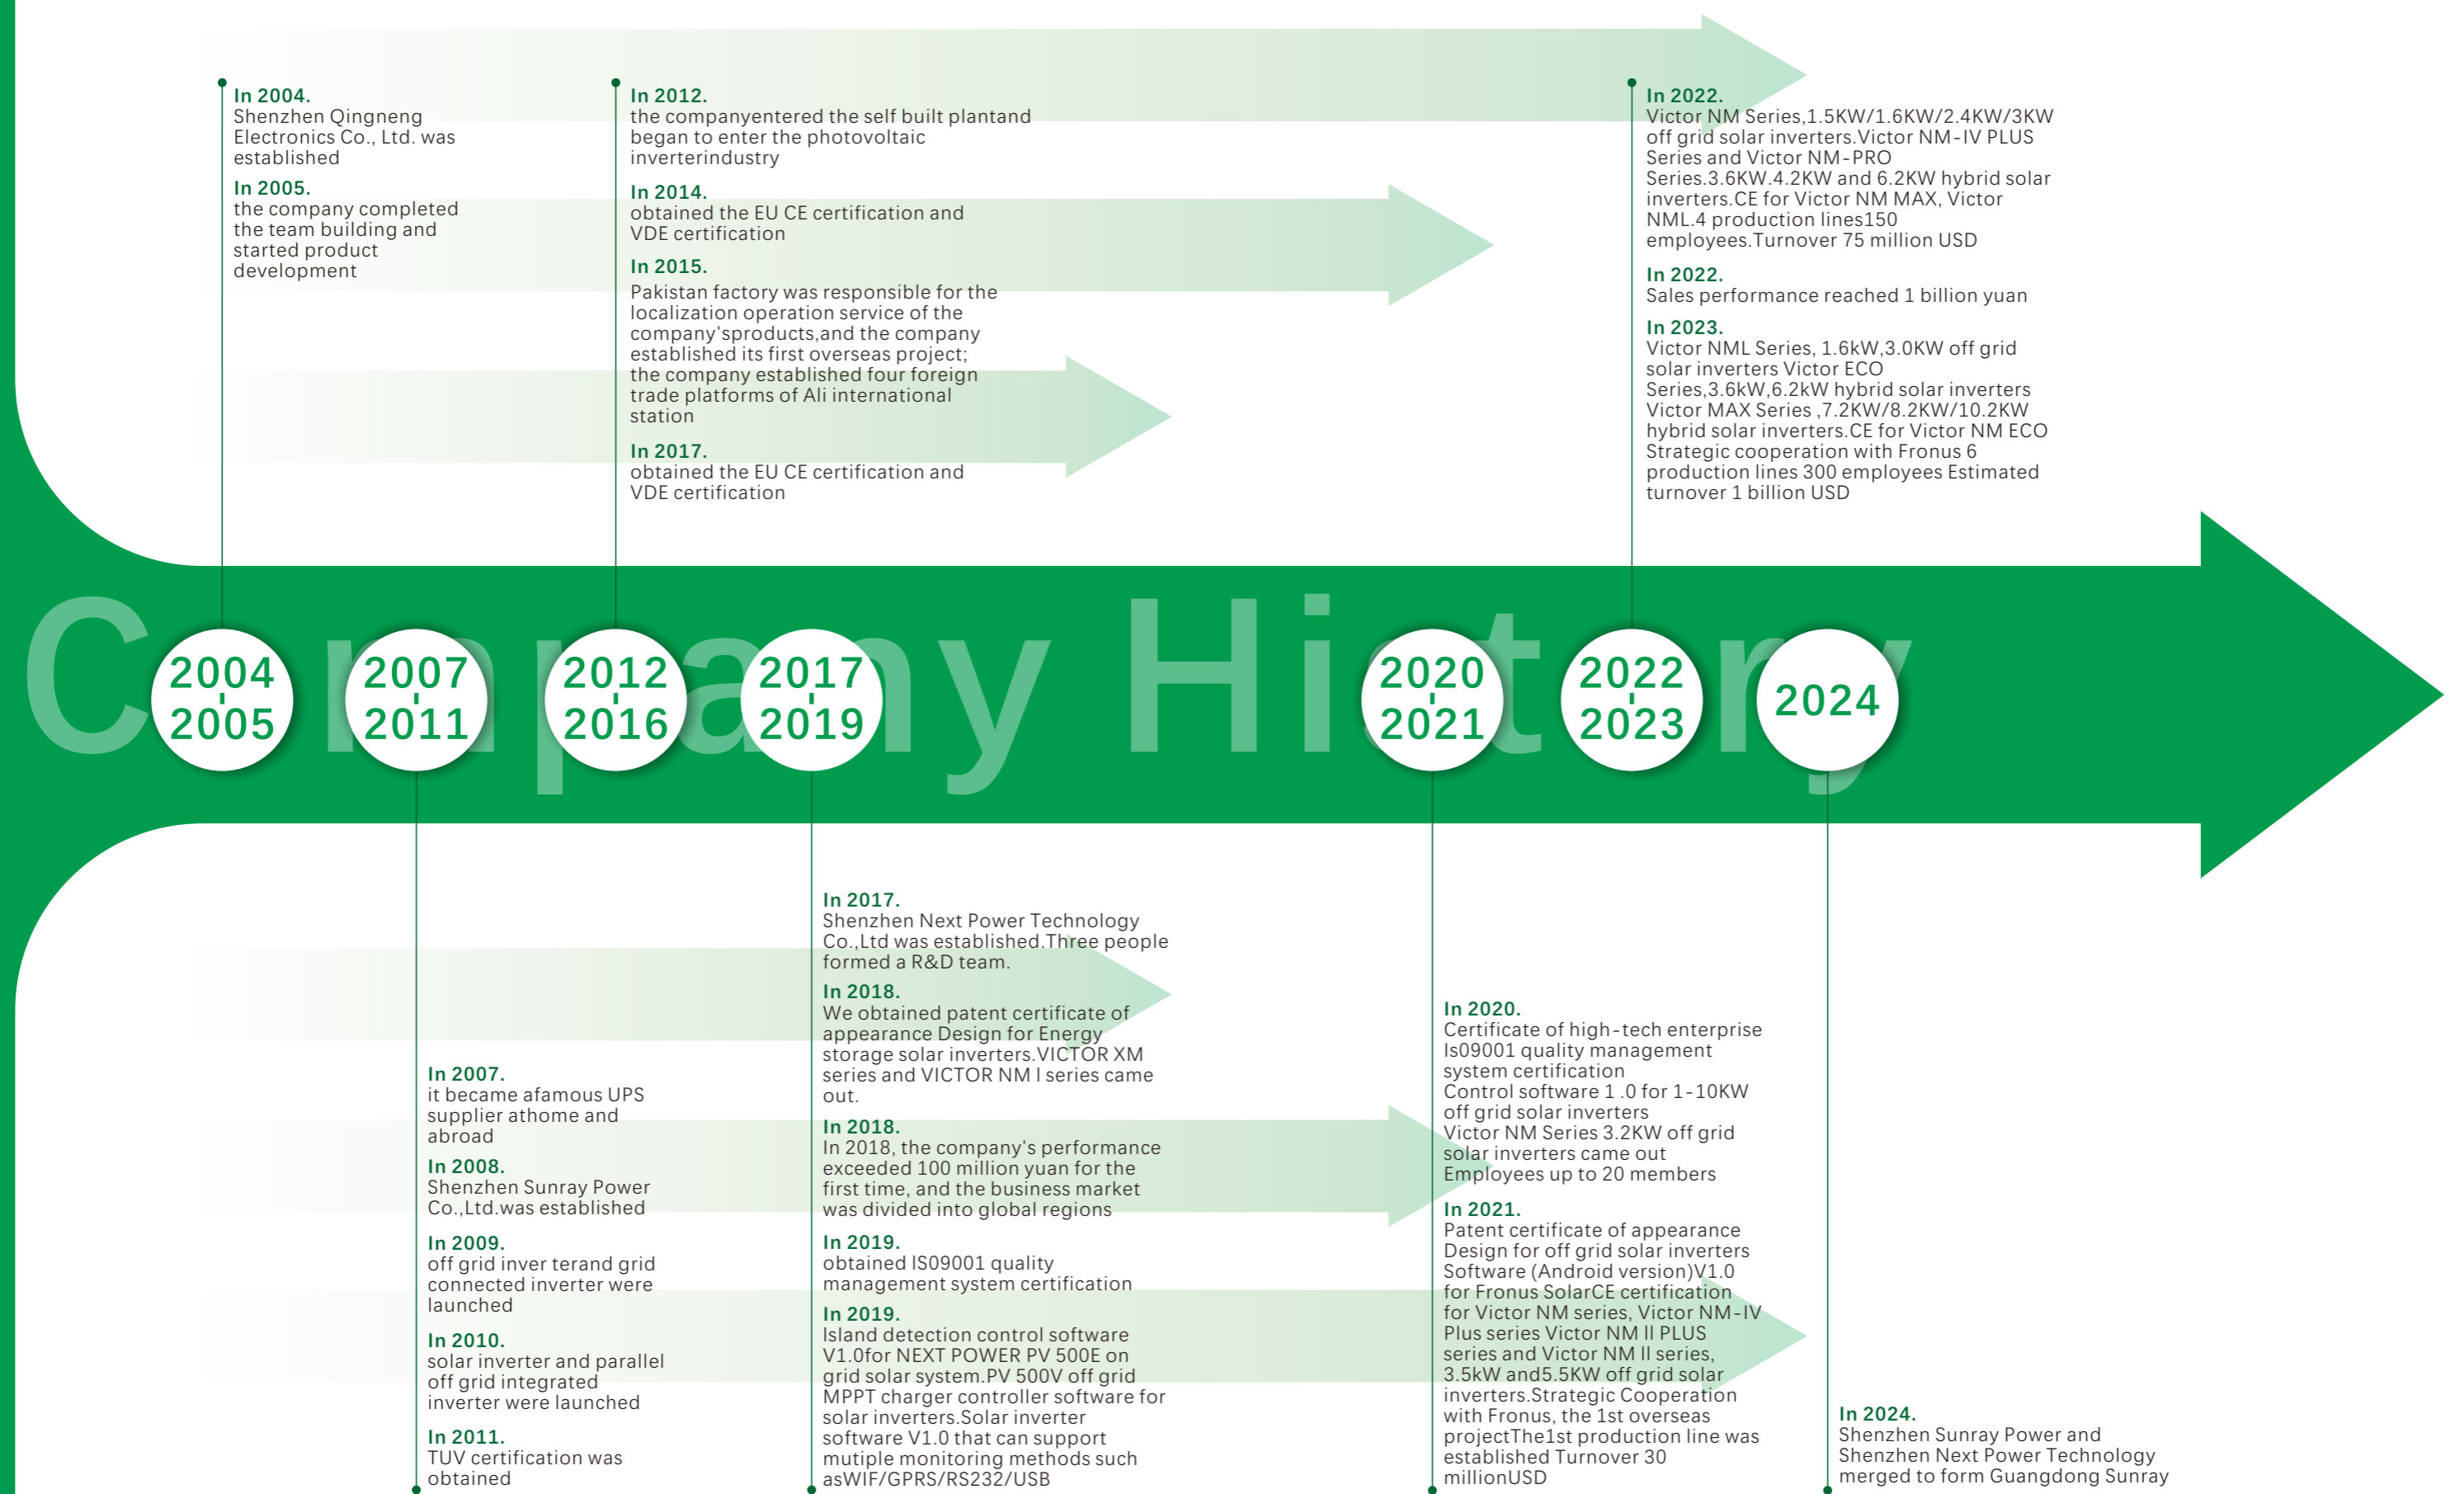 In 2004.
Shenzhen Qingneng
Electronics Co., Ltd. was
established
In 2005.
the company completed
the team building and
started product
development
In 2012.
the companyentered the self built plantand
began to enter the photovoltaic
inverterindustry
In 2014.
obtained the EU CE certification and
VDE certification
In 2015.
Pakistan factory was responsible for the
localization operation service of the
company'sproducts,and the company
established its first overseas project;
the company established four foreign
trade platforms of Ali international
station
In 2017.
obtained the EU CE certification and
VDE certification
In 2022.
Victor NM Series,1.5KW/1.6KW/2.4KW/3KW
off grid solar inverters.Victor NM-IV PLUS
Series and Victor NM-PRO
Series.3.6KW.4.2KW and 6.2KW hybrid solar
inverters.CE for Victor NM MAX, Victor
NML.4 production lines150
employees.Turnover 75 million USD
In 2022.
Sales performance reached 1 billion yuan
In 2023.
Victor NML Series, 1.6kW,3.0KW off grid
solar inverters Victor ECO
Series,3.6kW,6.2kW hybrid solar inverters
Victor MAX Series ,7.2KW/8.2KW/10.2KW
hybrid solar inverters.CE for Victor NM ECO
Strategic cooperation with Fronus 6
production lines 300 employees Estimated
turnover 1 billion USD
Company History
2004
-
2005
2007
-
2011
2012
-
2016
2017
-
2019
2020
-
2021
2022
-
2023
2024
In 2007.
it became afamous UPS
supplier athome and
abroad
In 2008.
Shenzhen Sunray Power
Co.,Ltd.was established
In 2009.
off grid inver terand grid
connected inverter were
launched
In 2010.
solar inverter and parallel
off grid integrated
inverter were launched
In 2011.
TUV certification was
obtained
In 2017.
Shenzhen Next Power Technology
Co.,Ltd was established.Three people
formed a R&D team.
In 2018.
We obtained patent certificate of
appearance Design for Energy
storage solar inverters.VICTOR XM
series and VICTOR NM I series came
out.
In 2018.
In 2018, the company's performance
exceeded 100 million yuan for the
first time, and the business market
was divided into global regions
In 2019.
obtained IS09001 quality
management system certification
In 2019.
Island detection control software
V1.0for NEXT POWER PV 500E on
grid solar system.PV 500V off grid
MPPT charger controller software for
solar inverters.Solar inverter
software V1.0 that can support
mutiple monitoring methods such
asWIF/GPRS/RS232/USB
In 2020.
Certificate of high-tech enterprise
Is09001 quality management
system certification
Control software 1 .0 for 1-10KW
off grid solar inverters
Victor NM Series 3.2KW off grid
solar inverters came out
Employees up to 20 members
In 2021.
Patent certificate of appearance
Design for off grid solar inverters
Software (Android version)V1.0
for Fronus SolarCE certification
for Victor NM series, Victor NM-IV
Plus series Victor NM II PLUS
series and Victor NM II series,
3.5kW and5.5KW off grid solar
inverters.Strategic Cooperation
with Fronus, the 1st overseas
projectThe1st production line was
established Turnover 30
millionUSD
In 2024.
Shenzhen Sunray Power and
Shenzhen Next Power Technology
merged to form Guangdong Sunray